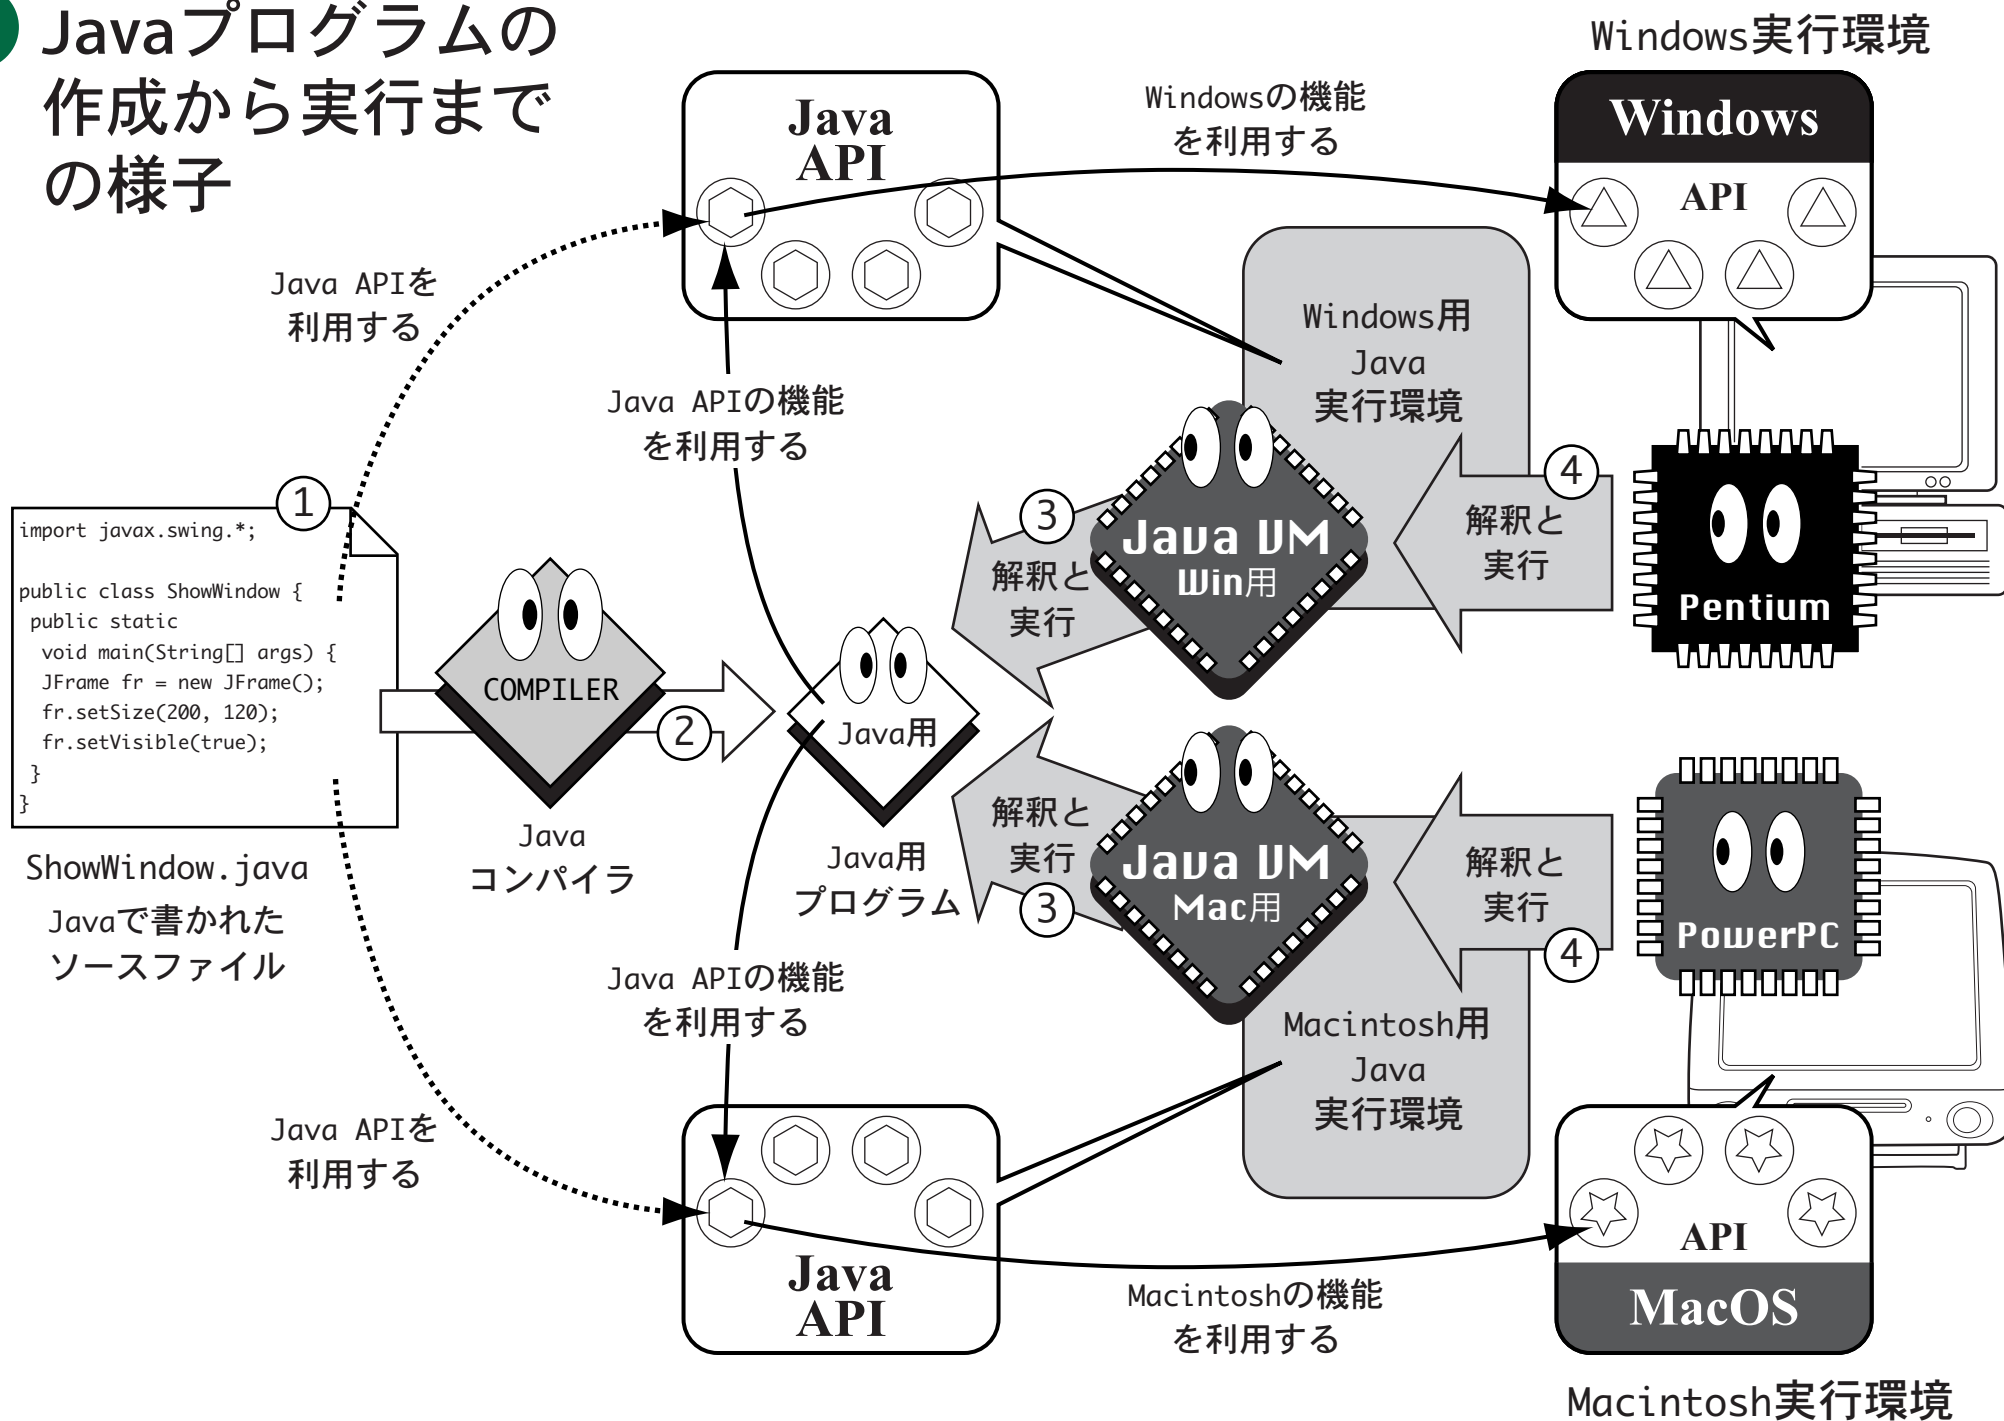 Javaプログラムの
作成から実行まで
の様子
Windows実行環境
Java
API
Windowsの機能
を利用する
Windows
API
Java APIを
利用する
Windows用
Java
実行環境
Java APIの機能
を利用する
1
import javax.swing.*;
public class ShowWindow {
public static
void main(String[] args) {
JFrame fr = new JFrame();
fr.setSize(200, 120);
fr.setVisible(true);
}
}
ShowWindow.java
Javaで書かれた
ソースファイル
COMPILER
2
Java
コンパイラ
Java用
Java用
プログラム
3
解釈と
実行
Java VM
Win用
4
解釈と
実行
Pentium
解釈と
実行
3
Java VM
Mac用
解釈と
実行
4
PowerPC
Java APIの機能
を利用する
Macintosh用
Java
実行環境
Java APIを
利用する
Java
API
Macintoshの機能
を利用する
API
MacOS
Macintosh実行環境